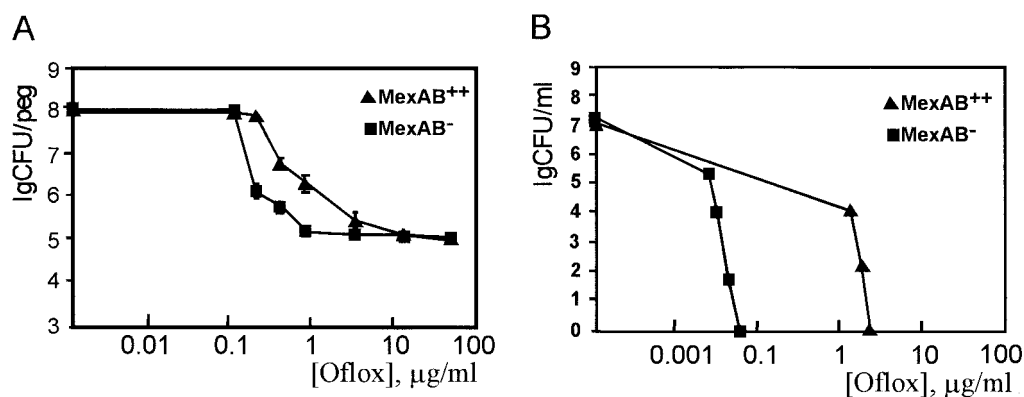 A
9
8
7
6
5
4
3
lgCFU/peg
MexAB++
MexAB-
0.01 0.1 1 10 100
[Oflox], µg/ml
B
9
8
7
6
5
4
3
2
1
0
lgCFU/ml
MexAB++
MexAB-
0.001 0.1 1 10 100
[Oflox], µg/ml